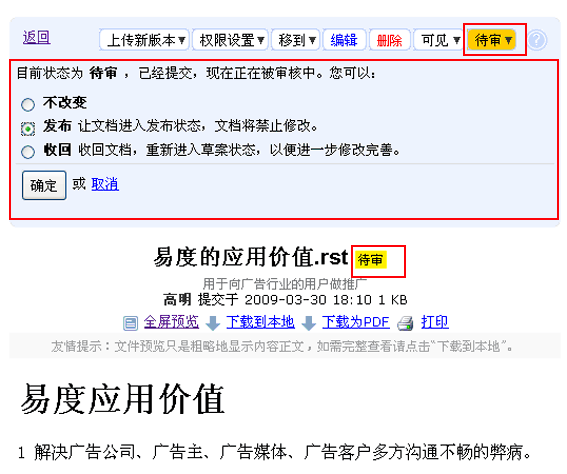 返回 上传新版本▼ 权限设置▼ 移到▼ 编辑 删除 可见▼ 待审▼ ?
目前状态为 待审 ，已经提交，现在正在被审核中。您可以：
不改变
发布 让文档进入发布状态，文档将禁止修改。
收回 收回文档，重新进入草案状态，以便进一步修改完善。
确定 或 取消
易度的应用价值.rst 待审
用于向广告行业的用户做推广
高明 提交于 2009-03-30 18:10 1 KB
全屏预览 下载到本地 下载为PDF 打印
友情提示：文件预览只是粗略地显示内容正文，如需完整查看请点击“下载到本地”。
易度应用价值
1 解决广告公司、广告主、广告媒体、广告客户多方沟通不畅的弊病。